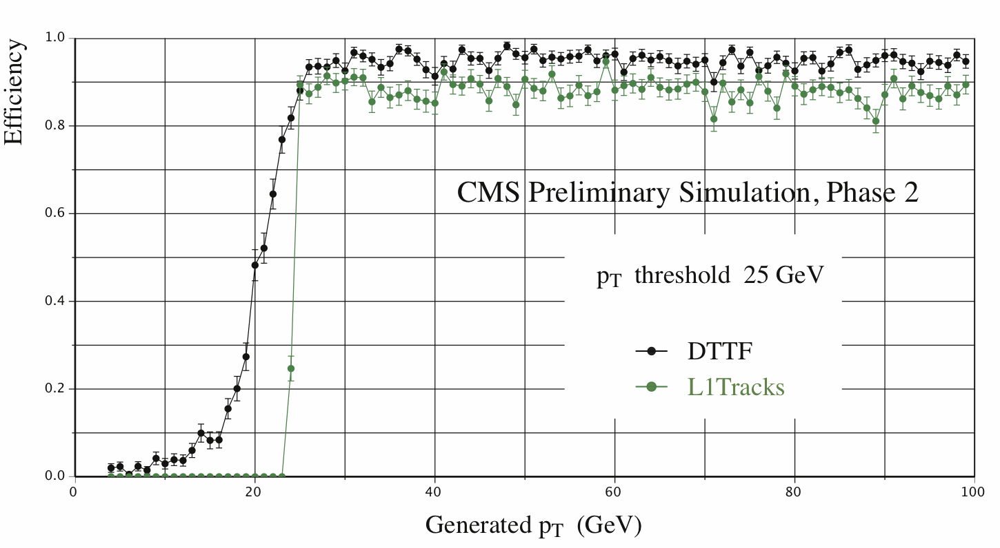 Efficiency
1.0
0.8
0.6
0.4
0.2
0.0
0 20 40 60 80 100
Generated pT (GeV)
CMS Preliminary Simulation, Phase 2
pT threshold 25 GeV
DTTF
L1Tracks